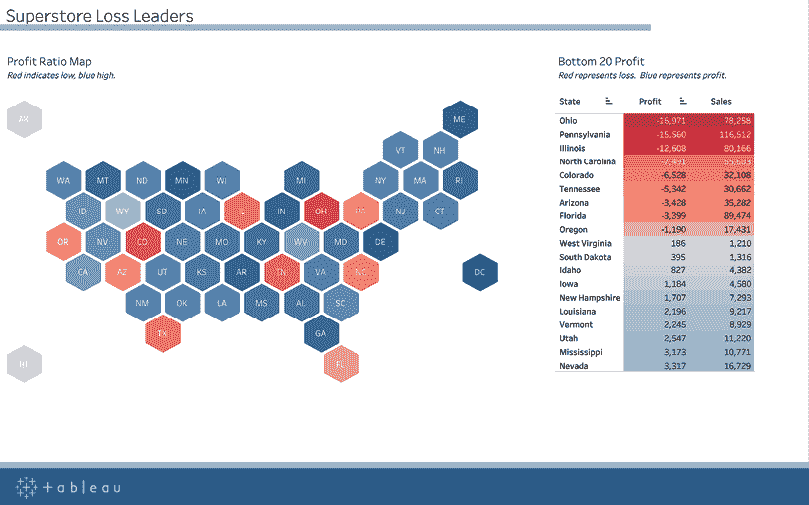 Superstore Loss Leaders
Profit Ratio Map
Red indicates low, blue high.
AK
ME
VT NH
WA MT ND MN WI MI NY MA RI
ID WY SD IA IL IN OH PA NJ CT
OR NV CO NE MO KY WV MD DE
CA AZ UT KS AR TN VA NC DC
NM OK LA MS AL SC
TX GA
HI FL
Bottom 20 Profit
Red represents loss. Blue represents profit.
State Profit Sales
Ohio -16,971 78,258
Pennsylvania -15,560 116,512
Illinois -12,608 80,166
North Carolina
Colorado -6,528 32,108
Tennessee -5,342 30,662
Arizona -3,428 35,282
Florida -3,399 89,474
Oregon -1,190 17,431
West Virginia 186 1,210
South Dakota 395 1,316
Idaho 827 4,382
Iowa 1,184 4,580
New Hampshire 1,707 7,293
Louisiana 2,196 9,217
Vermont 2,245 8,929
Utah 2,547 11,220
Mississippi 3,173 10,771
Nevada 3,317 16,729
tableau